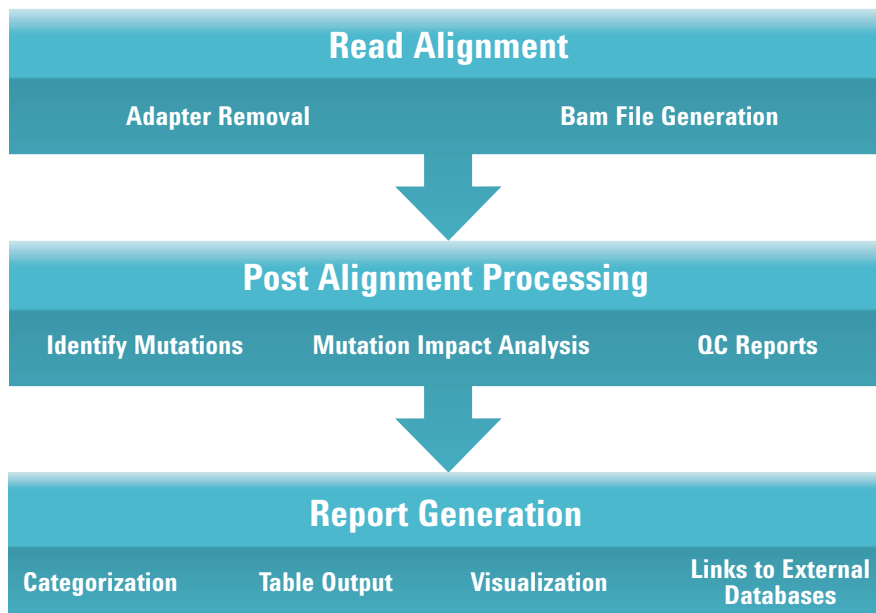 Read Alignment
Adapter Removal
Bam File Generation
Post Alignment Processing
Identify Mutations
Mutation Impact Analysis
QC Reports
Report Generation
Categorization
Table Output
Visualization
Links to External
Databases